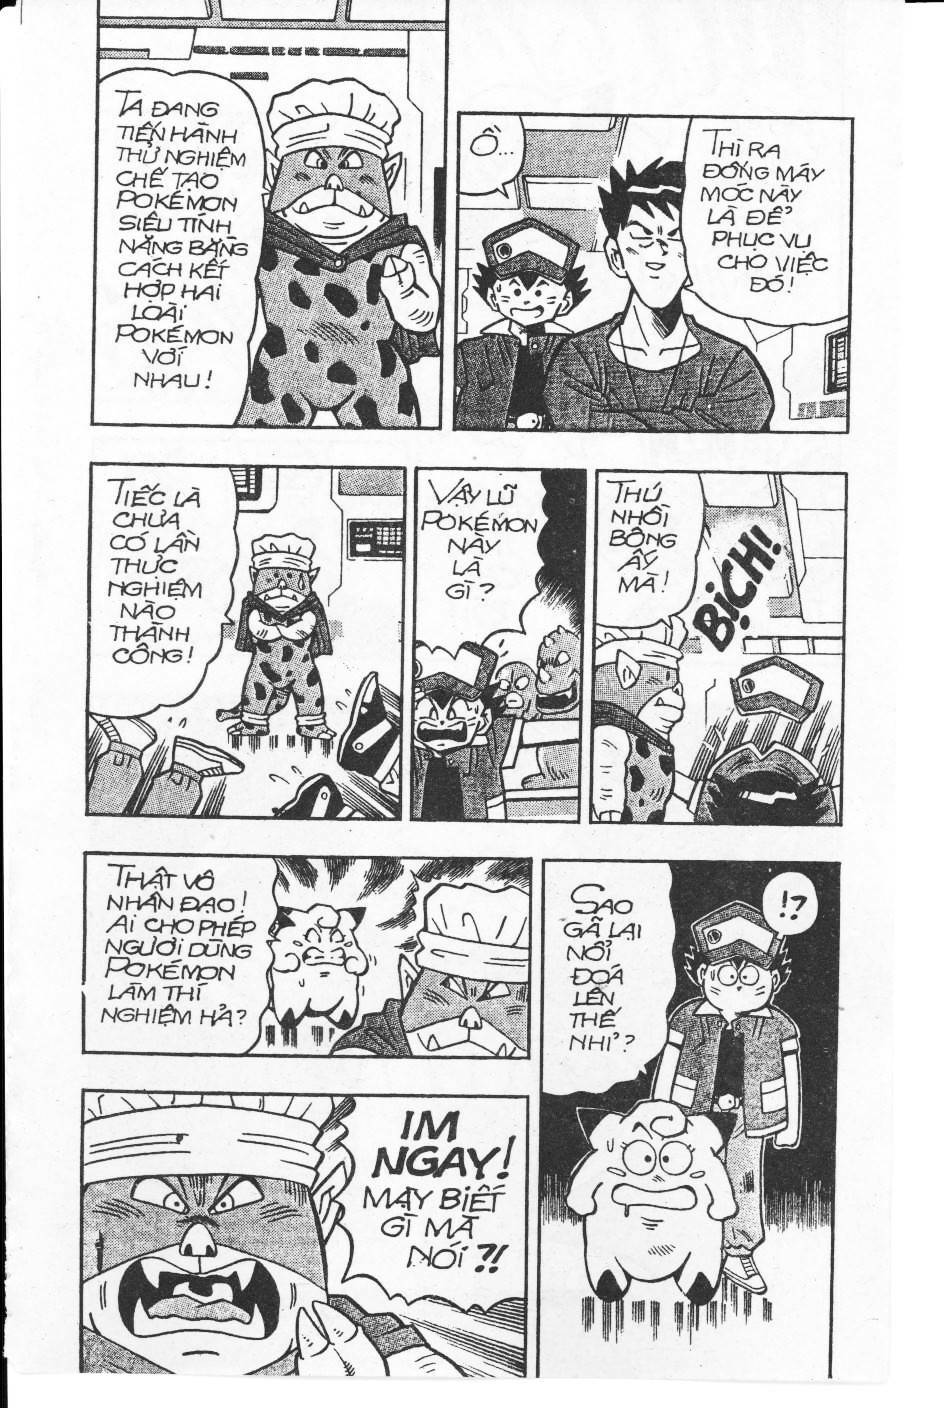 TA ĐANG
TIẾN HÀNH
THỬ NGHIỆM
CHẾ TẠO
POKÉMON
SIÊU TÍNH
NĂNG BẰNG
CÁCH KẾT
HỢP HAI
LOÀI
POKÉMON
VỚI
NHAU!
Ồ...
THÌ RA
ĐỐNG MÁY
MÓC NÀY
LÀ ĐỂ
PHỤC VỤ
CHO VIỆC
ĐÓ!
TIẾC LÀ
CHƯA
CÓ LẦN
THỰC
NGHIỆM
NÀO
THÀNH
CÔNG!
VẬY LŨ
POKÉMON
NÀY
LÀ
GÌ?
THÚ
NHỒI
BÔNG
ẤY
MÀ!
BỊCH!
THẬT VÔ
NHÂN ĐẠO!
AI CHO PHÉP
NGƯƠI DÙNG
POKÉMON
LÀM THÍ
NGHIỆM HẢ?
!?
SAO
GÃ LẠI
NỔI
ĐÓA
LÊN
THẾ
NHỈ?
IM
NGAY!
MÀY BIẾT
GÌ MÀ
NÓI?!!